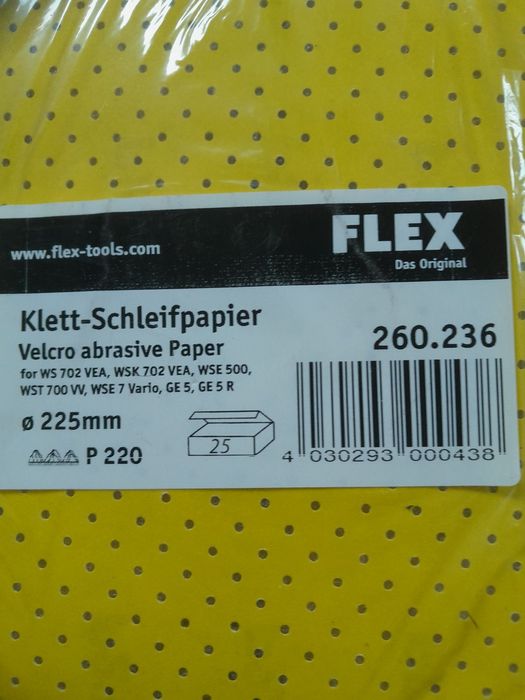 www.flex-tools.com
FLEX
Das Original
Klett-Schleifpapier
Velcro abrasive Paper
for WS 702 VEA, WSK 702 VEA, WSE 500,
WST 700 VV, WSE 7 Vario, GE 5, GE 5 R
260.236
ø 225mm
P 220
25
4 030293 000438